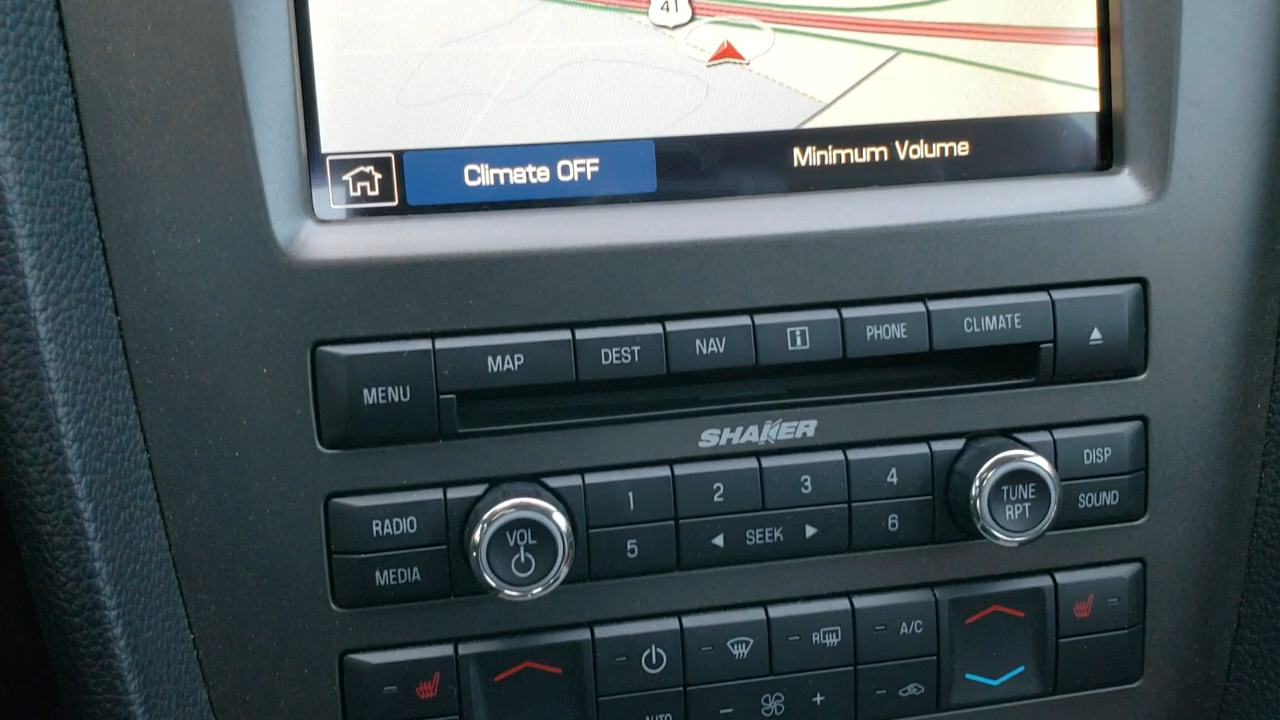 41
Climate OFF
Minimum Volume
MENU
MAP
DEST
NAV
i
PHONE
CLIMATE
SHAKER
RADIO
MEDIA
VOL
1
2
3
4
5
SEEK
6
TUNE
RPT
DISP
SOUND
R
A/C
AUTO